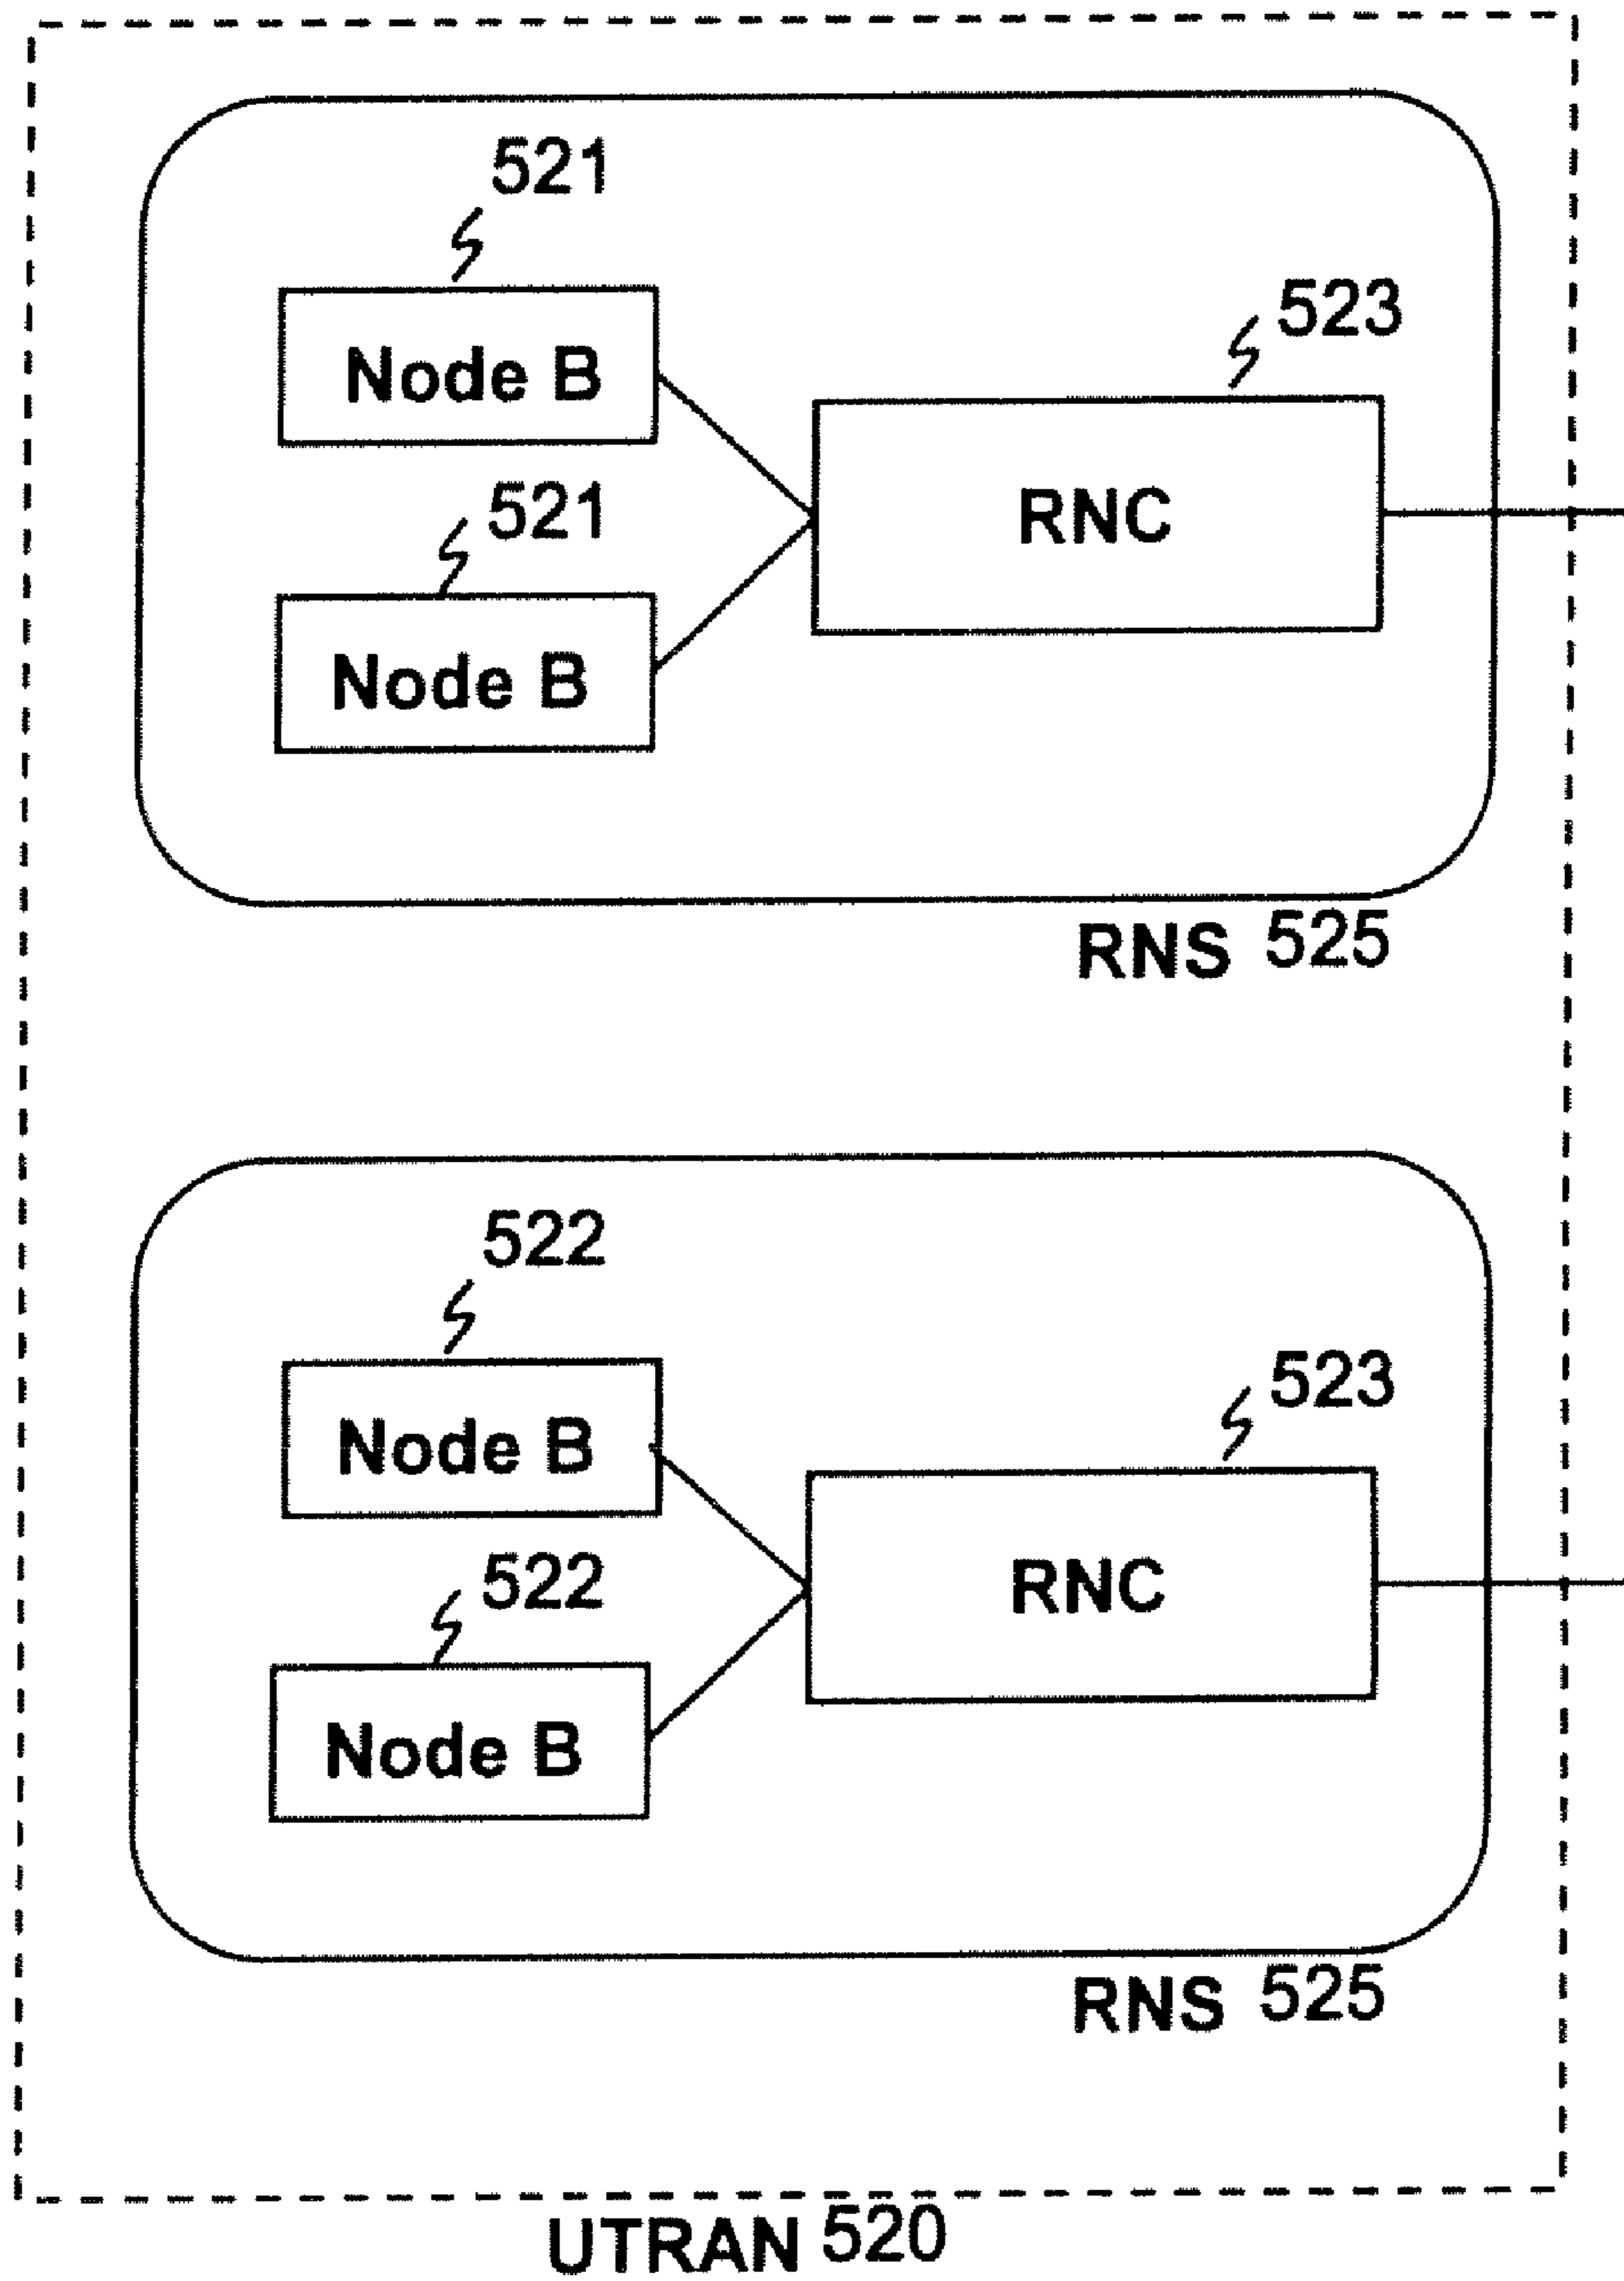 521
Node B
523
RNC
521
Node B
RNS 525
522
Node B
523
RNC
522
Node B
RNS 525
UTRAN 520